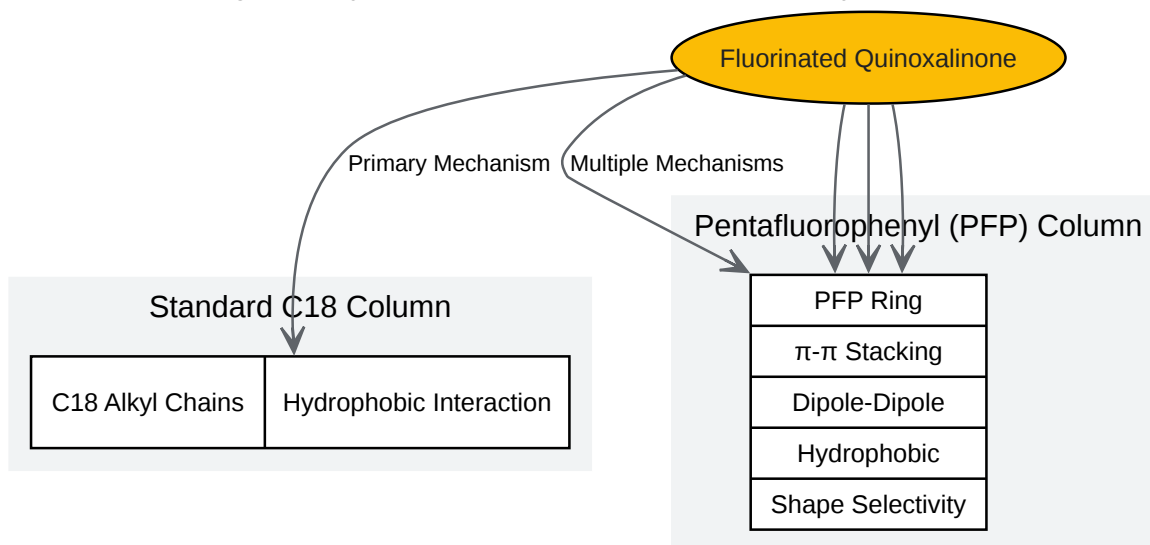 Fluorinated Quinoxalinone
Primary Mechanism
Multiple Mechanisms
Pentafluorophenyl (PFP) Column
Standard C18 Column
PFP Ring
π-π Stacking
C18 Alkyl Chains
Hydrophobic Interaction
Dipole-Dipole
Hydrophobic
Shape Selectivity